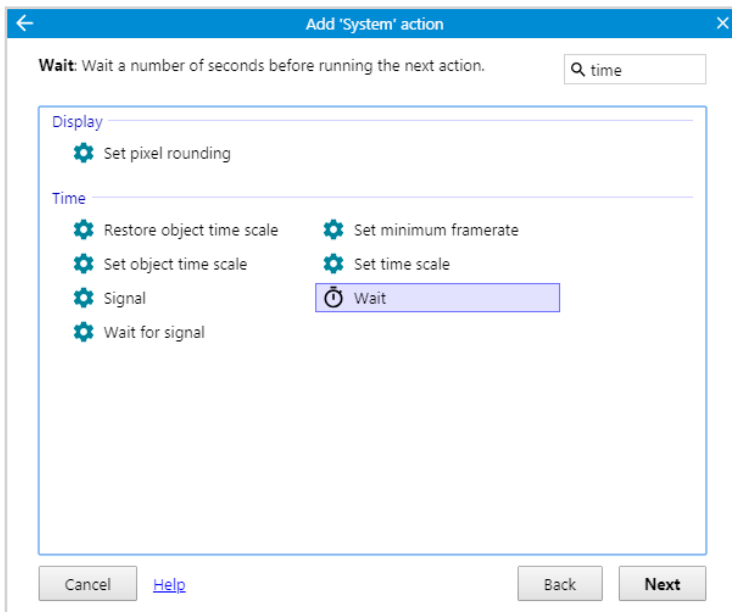 Add 'System' action
Wait: Wait a number of seconds before running the next action.
time
Display
Set pixel rounding
Time
Restore object time scale
Set minimum framerate
Set object time scale
Set time scale
Signal
Wait
Wait for signal
Cancel
Help
Back
Next